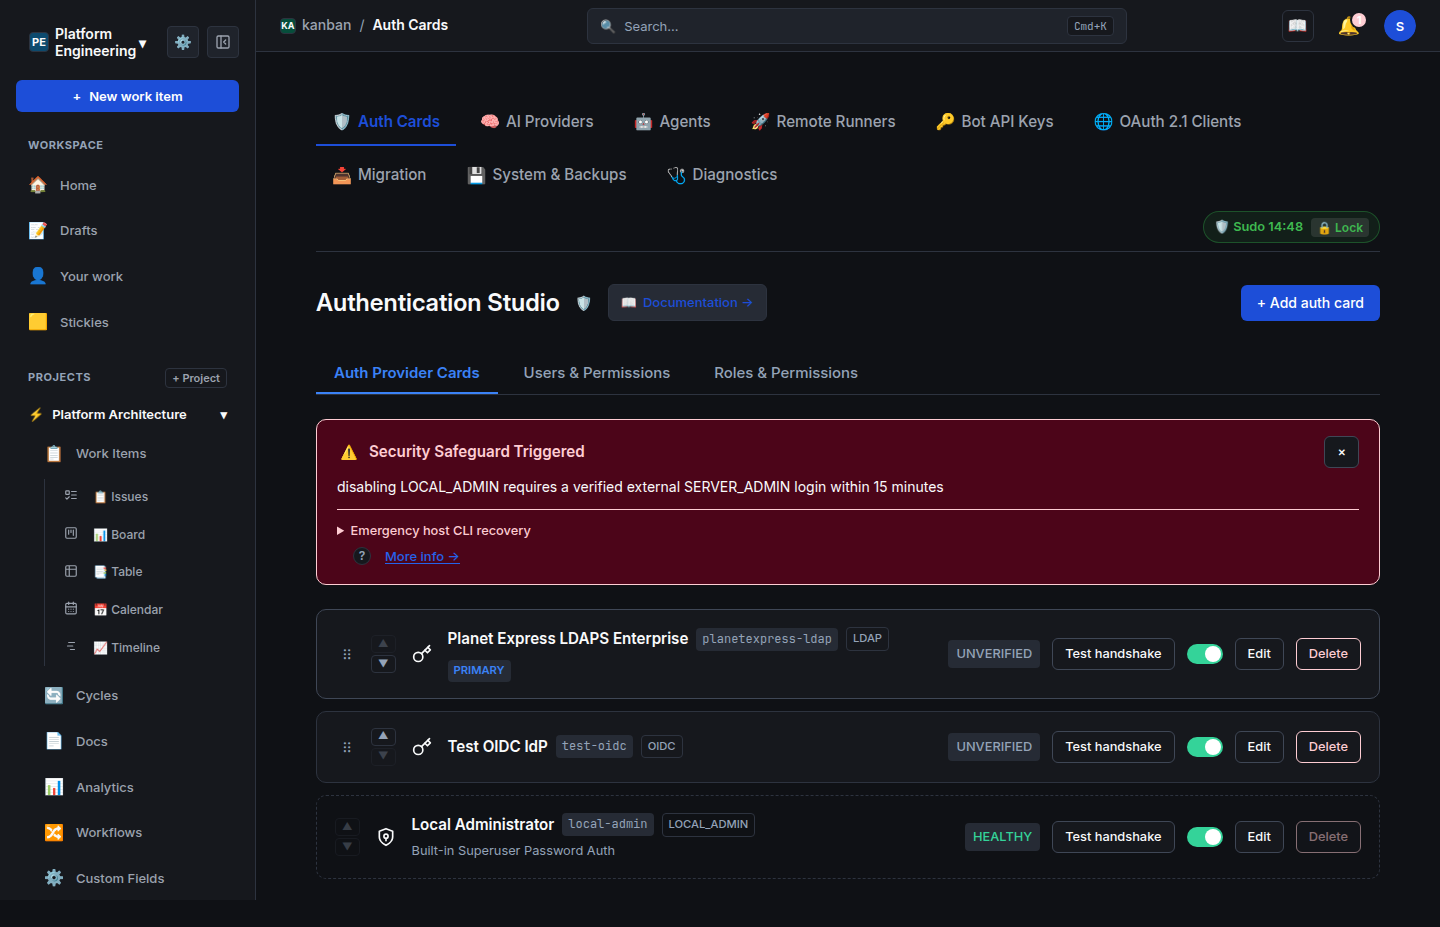 PE Platform Engineering ▾
+ New work item
WORKSPACE
Home
Drafts
Your work
Stickies
PROJECTS
+ Project
Platform Architecture ▾
Work Items
Issues
Board
Table
Calendar
Timeline
Cycles
Docs
Analytics
Workflows
Custom Fields
KA kanban / Auth Cards
Search...
Cmd+K
1
S
Auth Cards
AI Providers
Agents
Remote Runners
Bot API Keys
OAuth 2.1 Clients
Migration
System & Backups
Diagnostics
Sudo 14:48
Lock
Authentication Studio
Documentation →
+ Add auth card
Auth Provider Cards
Users & Permissions
Roles & Permissions
Security Safeguard Triggered
×
disabling LOCAL_ADMIN requires a verified external SERVER_ADMIN login within 15 minutes
Emergency host CLI recovery
? More info →
Planet Express LDAPS Enterprise planetexpress-ldap LDAP
PRIMARY
UNVERIFIED
Test handshake
Edit
Delete
Test OIDC IdP test-oidc OIDC
UNVERIFIED
Test handshake
Edit
Delete
Local Administrator local-admin LOCAL_ADMIN
Built-in Superuser Password Auth
HEALTHY
Test handshake
Edit
Delete